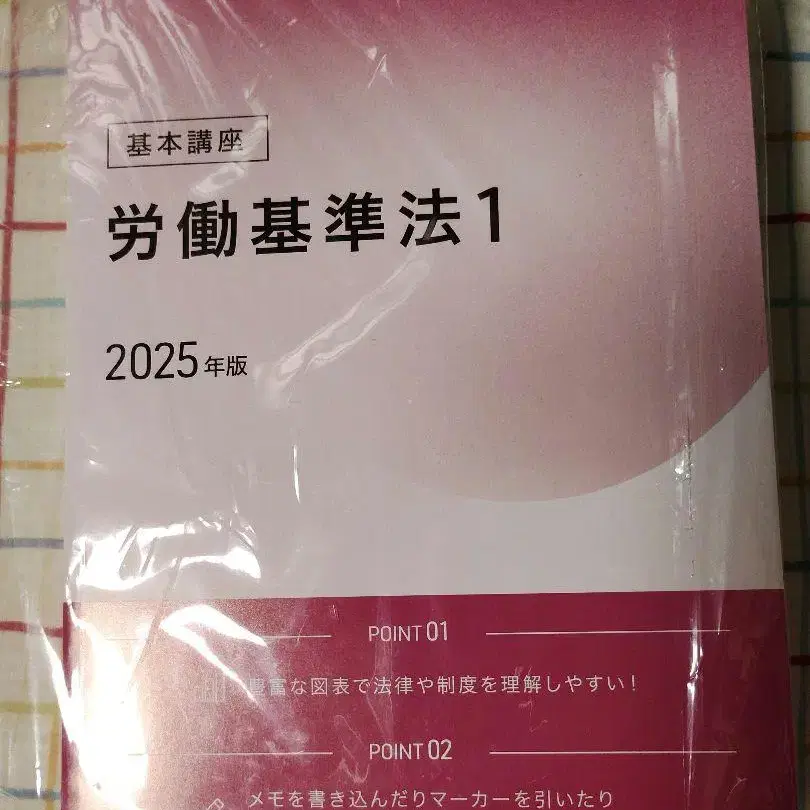 基本講座
労働基準法1
2025年版
POINT 01
豊富な図表で法律や制度を理解しやすい!
POINT 02
メモを書き込んだりマーカーを引いたり